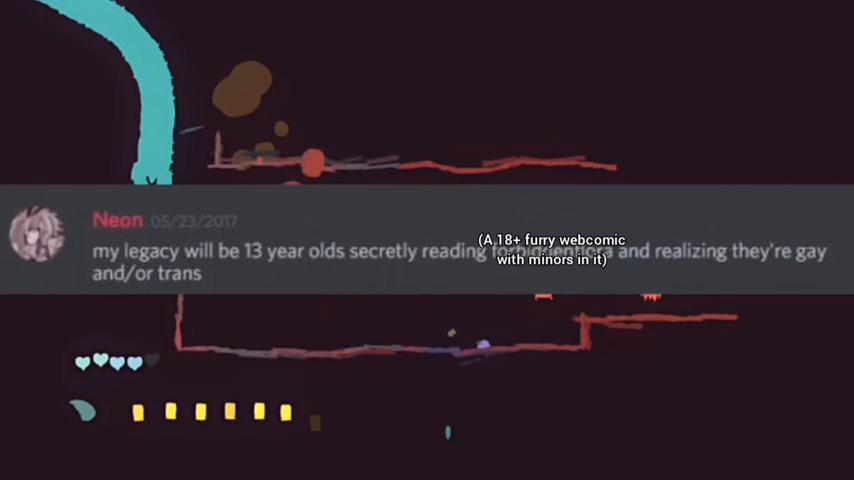 Neon 05/23/2017
(A 18+ furry webcomic
with minors in it)
my legacy will be 13 year olds secretly reading and realizing they're gay
and/or trans